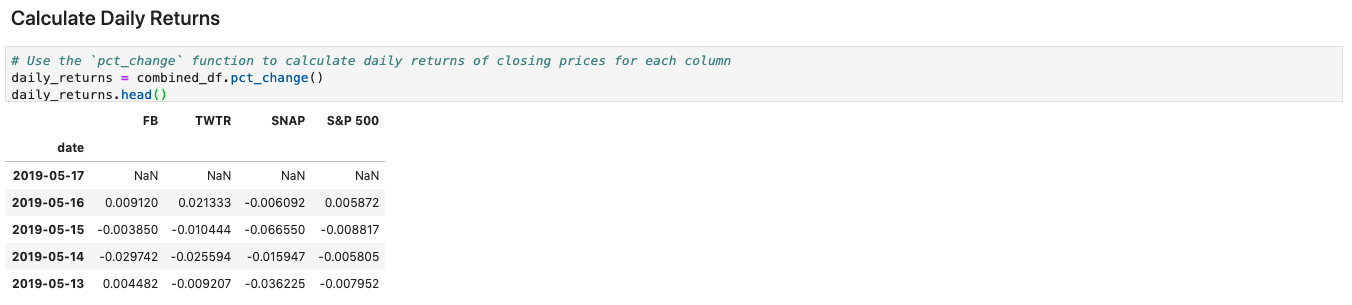 Calculate Daily Returns
# Use the `pct_change` function to calculate daily returns of closing prices for each column
daily_returns = combined_df.pct_change()
daily_returns.head()
FB TWTR SNAP S&P 500
date
2019-05-17 NaN NaN NaN NaN
2019-05-16 0.009120 0.021333 -0.006092 0.005872
2019-05-15 -0.003850 -0.010444 -0.066550 -0.008817
2019-05-14 -0.029742 -0.025594 -0.015947 -0.005805
2019-05-13 0.004482 -0.009207 -0.036225 -0.007952